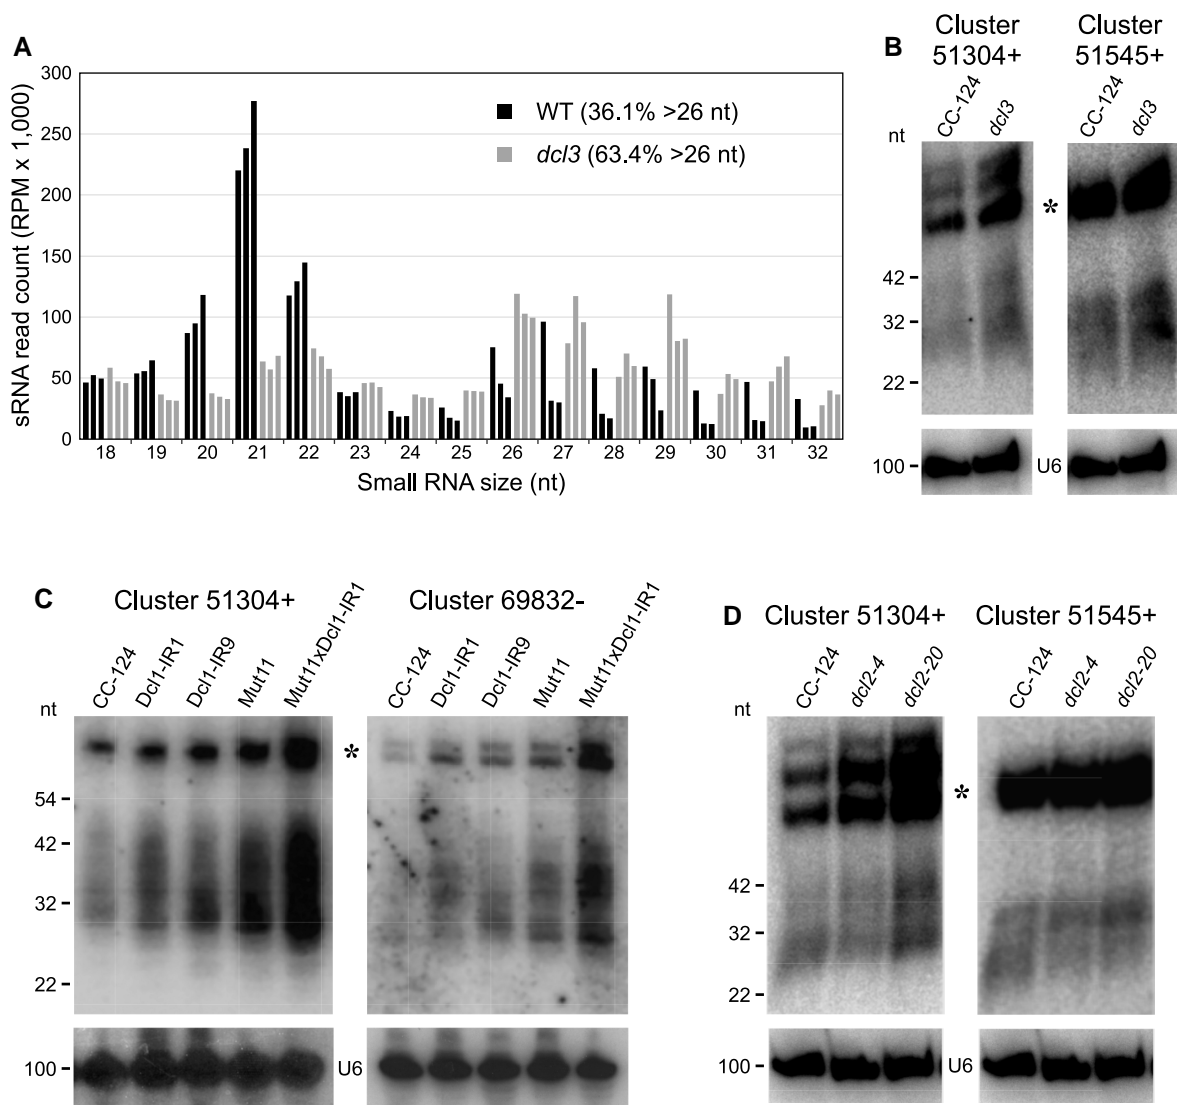 A
sRNA read count (RPM x 1,000)
300
250
200
150
100
50
0
WT (36.1% >26 nt)
dcl3 (63.4% >26 nt)
18 19 20 21 22 23 24 25 26 27 28 29 30 31 32
Small RNA size (nt)
B
Cluster
51304+
Cluster
51545+
CC-124
dcl3
CC-124
dcl3
nt
*
42
32
22
100
U6
C
Cluster 51304+
Cluster 69832-
CC-124
Dcl1-IR1
Dcl1-IR9
Mut11
Mut11xDcl1-IR1
CC-124
Dcl1-IR1
Dcl1-IR9
Mut11
Mut11xDcl1-IR1
nt
*
54
42
32
22
100
U6
D
Cluster 51304+
Cluster 51545+
CC-124
dcl2-4
dcl2-20
CC-124
dcl2-4
dcl2-20
nt
*
42
32
22
100
U6